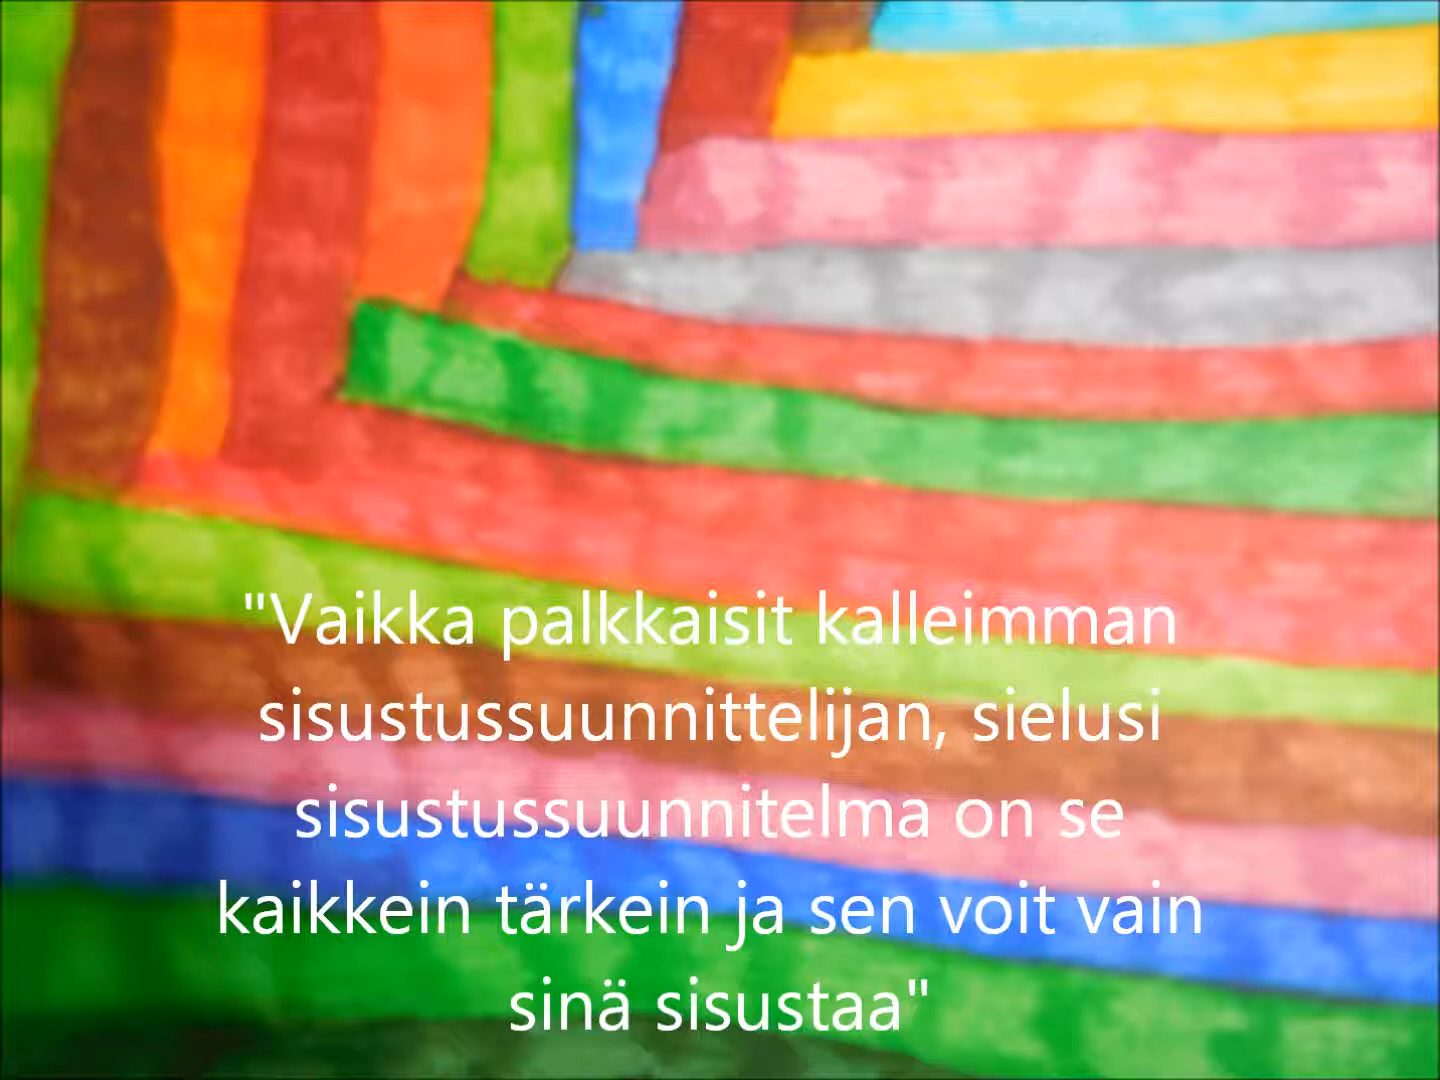 "Vaikka palkkaisit kalleimman
sisustussuunnittelijan, sielusi
sisustussuunnitelma on se
kaikkein tärkein ja sen voit vain
sinä sisustaa"